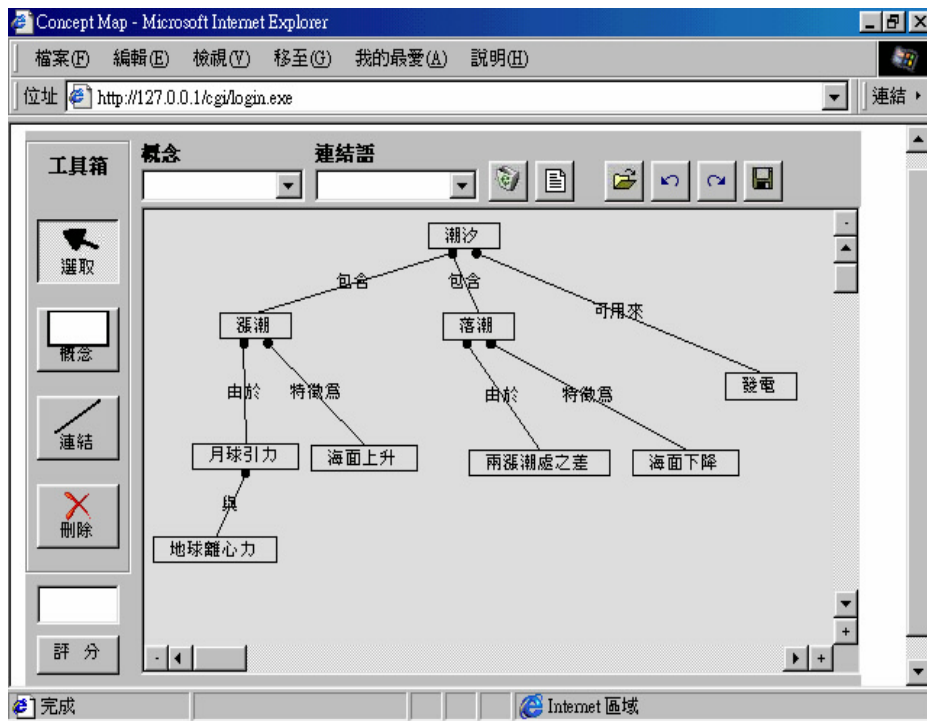 Concept Map - Microsoft Internet Explorer
檔案(F) 編輯(E) 檢視(V) 移至(G) 我的最愛(A) 說明(H)
位址 http://127.0.0.1/cgi/login.exe 連結
工具箱 概念 連結語
選取
概念
連結
刪除
評 分
潮汐
包含 包含 可用來
漲潮 落潮
發電
由於 特徵為 由於 特徵為
月球引力 海面上升 兩漲潮處之差 海面下降
與
地球離心力
完成 Internet 區域